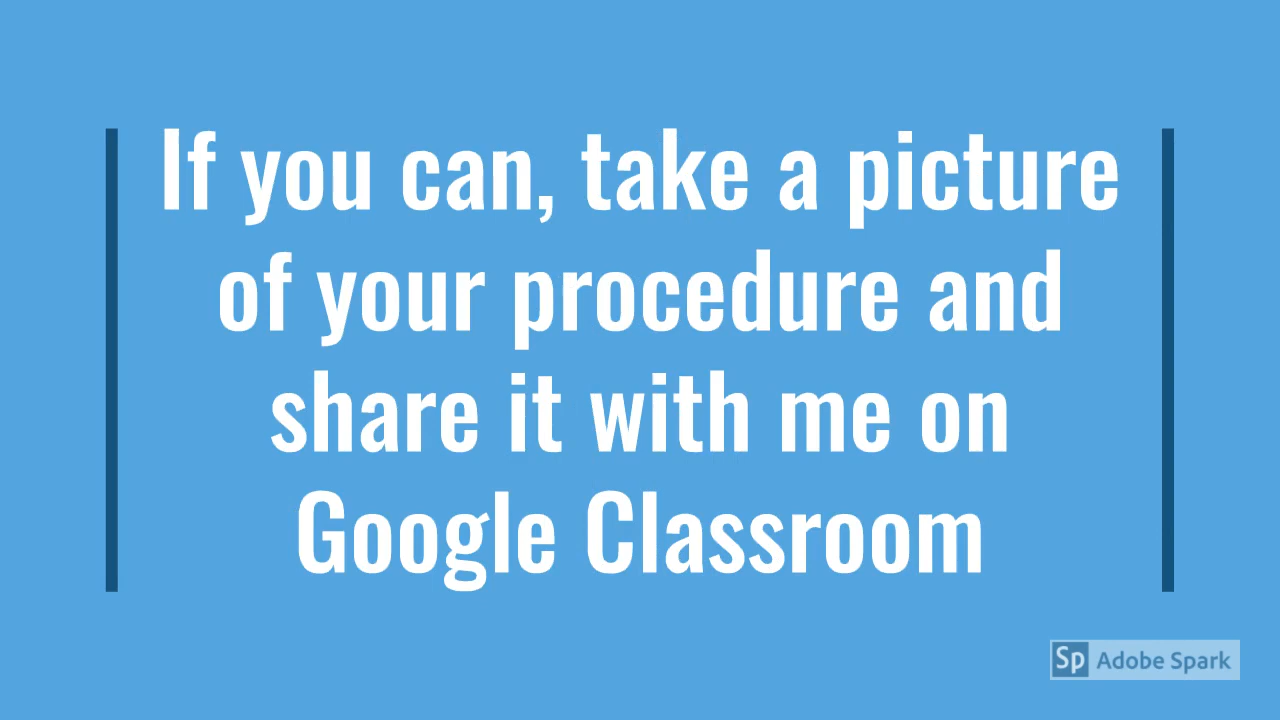 If you can, take a picture
of your procedure and
share it with me on
Google Classroom
Sp Adobe Spark